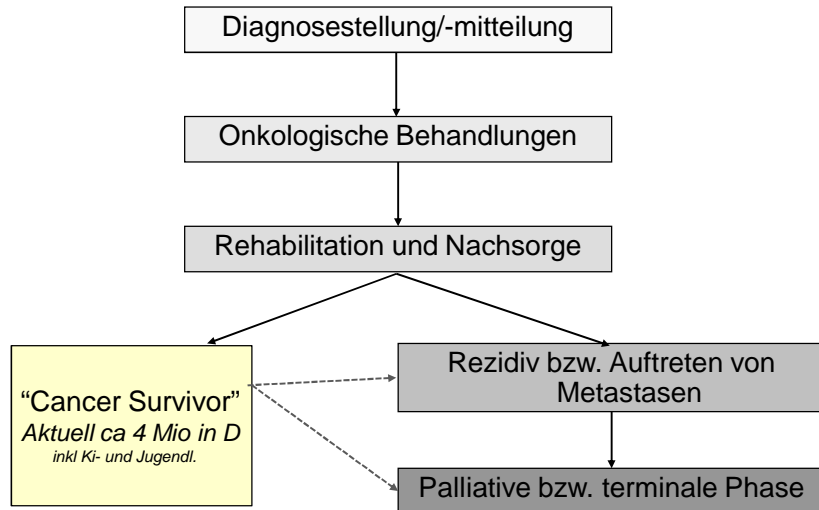 Diagnosestellung/-mitteilung
Onkologische Behandlungen
Rehabilitation und Nachsorge
“Cancer Survivor”
Aktuell ca 4 Mio in D
inkl Ki- und Jugendl.
Rezidiv bzw. Auftreten von
Metastasen
Palliative bzw. terminale Phase